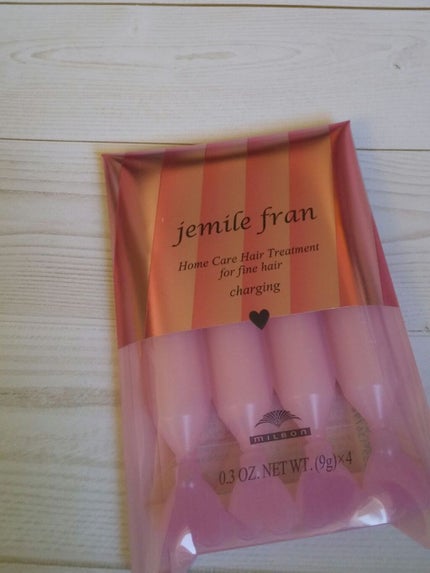 jemile fran
Home Care Hair Treatment
for fine hair
charging
MILBON
0.3 OZ. NET WT. (9g)×4